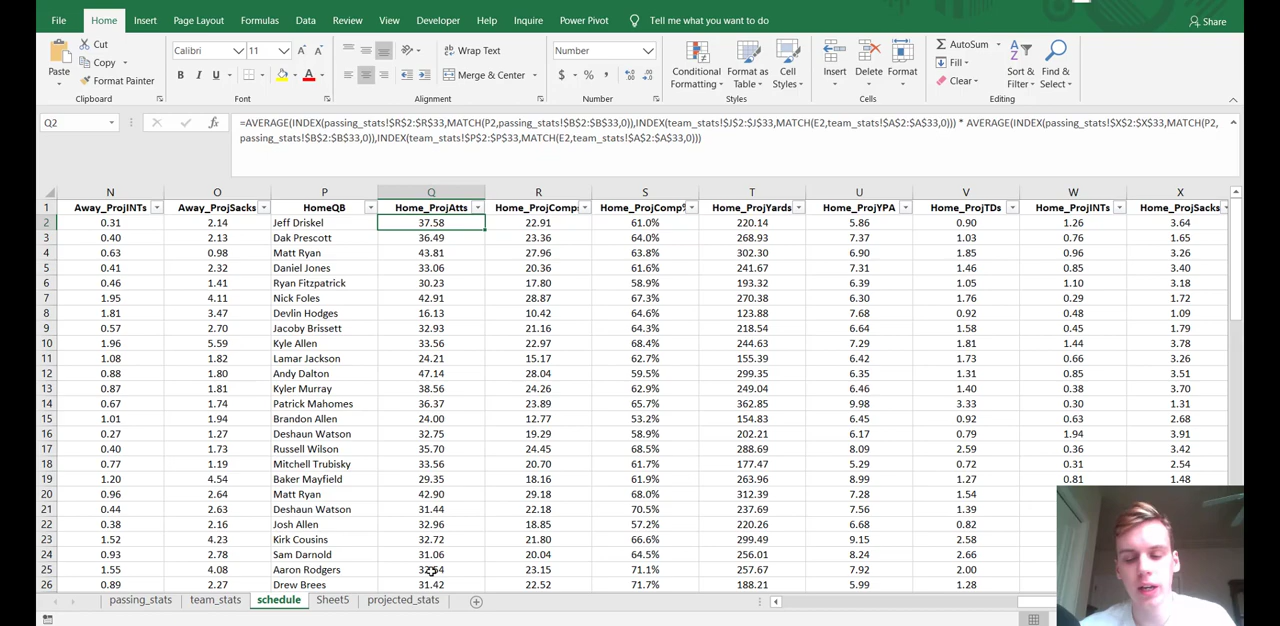 File Home Insert Page Layout Formulas Data Review View Developer Help Inquire Power Pivot Tell me what you want to do Share
Cut
Copy
Format Painter
Paste
Clipboard
Calibri 11
B I U
Font
Wrap Text
Merge & Center
Alignment
Number
$ % ,
Number
Conditional Formatting
Format as Table
Cell Styles
Styles
Insert Delete Format
Cells
AutoSum
Fill
Clear
Sort & Filter
Find & Select
Editing
Q2 fx =AVERAGE(INDEX(passing_stats!$R$2:$R$33,MATCH(P2,passing_stats!$B$2:$B$33,0)),INDEX(team_stats!$J$2:$J$33,MATCH(E2,team_stats!$A$2:$A$33,0))) * AVERAGE(INDEX(passing_stats!$X$2:$X$33,MATCH(P2,
passing_stats!$B$2:$B$33,0)),INDEX(team_stats!$P$2:$P$33,MATCH(E2,team_stats!$A$2:$A$33,0)))
N O P Q R S T U V W X
1 Away_ProjINTs Away_ProjSacks HomeQB Home_ProjAtts Home_ProjComp Home_ProjComp% Home_ProjYards Home_ProjYPA Home_ProjTDs Home_ProjINTs Home_ProjSacks
2 0.31 2.14 Jeff Driskel 37.58 22.91 61.0% 220.14 5.86 0.90 1.26 3.64
3 0.40 2.13 Dak Prescott 36.49 23.36 64.0% 268.93 7.37 1.03 0.76 1.65
4 0.63 0.98 Matt Ryan 43.81 27.96 63.8% 302.30 6.90 1.85 0.96 3.26
5 0.41 2.32 Daniel Jones 33.06 20.36 61.6% 241.67 7.31 1.46 0.85 3.40
6 0.46 1.41 Ryan Fitzpatrick 30.23 17.80 58.9% 193.32 6.39 1.05 1.10 3.18
7 1.95 4.11 Nick Foles 42.91 28.87 67.3% 270.38 6.30 1.76 0.29 1.72
8 1.81 3.47 Devlin Hodges 16.13 10.42 64.6% 123.88 7.68 0.92 0.48 1.09
9 0.57 2.70 Jacoby Brissett 32.93 21.16 64.3% 218.54 6.64 1.58 0.45 1.79
10 1.96 5.59 Kyle Allen 33.56 22.97 68.4% 244.63 7.29 1.81 1.44 3.78
11 1.08 1.82 Lamar Jackson 24.21 15.17 62.7% 155.39 6.42 1.73 0.66 3.26
12 0.88 1.80 Andy Dalton 47.14 28.04 59.5% 299.35 6.35 1.31 0.85 3.51
13 0.87 1.81 Kyler Murray 38.56 24.26 62.9% 249.04 6.46 1.40 0.38 3.70
14 0.67 1.74 Patrick Mahomes 36.37 23.89 65.7% 362.85 9.98 3.33 0.30 1.31
15 1.01 1.94 Brandon Allen 24.00 12.77 53.2% 154.83 6.45 0.92 0.63 2.68
16 0.27 1.27 Deshaun Watson 32.75 19.29 58.9% 202.21 6.17 0.79 1.94 3.91
17 0.40 1.73 Russell Wilson 35.70 24.45 68.5% 288.69 8.09 2.59 0.36 3.42
18 0.77 1.19 Mitchell Trubisky 33.56 20.70 61.7% 177.47 5.29 0.72 0.31 2.54
19 1.20 4.54 Baker Mayfield 29.35 18.16 61.9% 263.96 8.99 1.27 0.81 1.48
20 0.96 2.64 Matt Ryan 42.90 29.18 68.0% 312.39 7.28 1.54
21 0.44 2.63 Deshaun Watson 31.44 22.18 70.5% 237.69 7.56 1.39
22 0.38 2.16 Josh Allen 32.96 18.85 57.2% 220.26 6.68 0.82
23 1.52 4.23 Kirk Cousins 32.72 21.80 66.6% 299.49 9.15 2.58
24 0.93 2.78 Sam Darnold 31.06 20.04 64.5% 256.01 8.24 2.66
25 1.55 4.08 Aaron Rodgers 23.15 71.1% 257.67 7.92 2.00
26 0.89 2.27 Drew Brees 31.42 22.52 71.7% 188.21 5.99 1.28
passing_stats team_stats schedule Sheet5 projected_stats